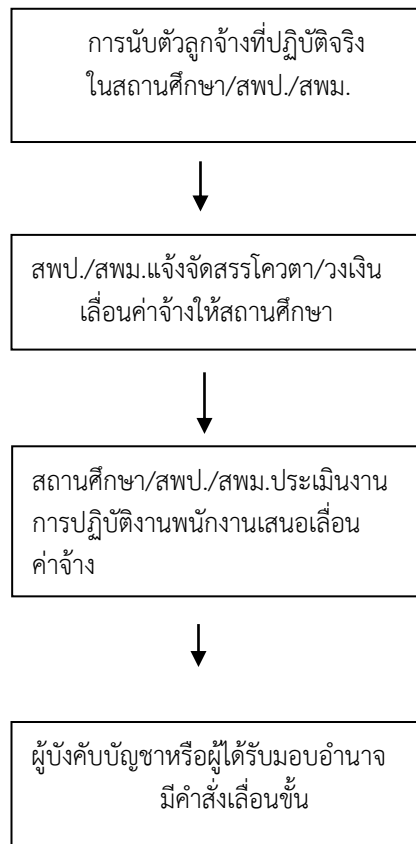 การนับตัวลูกจ้างที่ปฏิบัติจริง
ในสถานศึกษา/สพป./สพม.
สพป./สพม.แจ้งจัดสรรโควตา/วงเงิน
เลื่อนค่าจ้างให้สถานศึกษา
สถานศึกษา/สพป./สพม.ประเมินงาน
การปฏิบัติงานพนักงานเสนอเลื่อน
ค่าจ้าง
ผู้บังคับบัญชาหรือผู้ได้รับมอบอำนาจ
มีคำสั่งเลื่อนขั้น